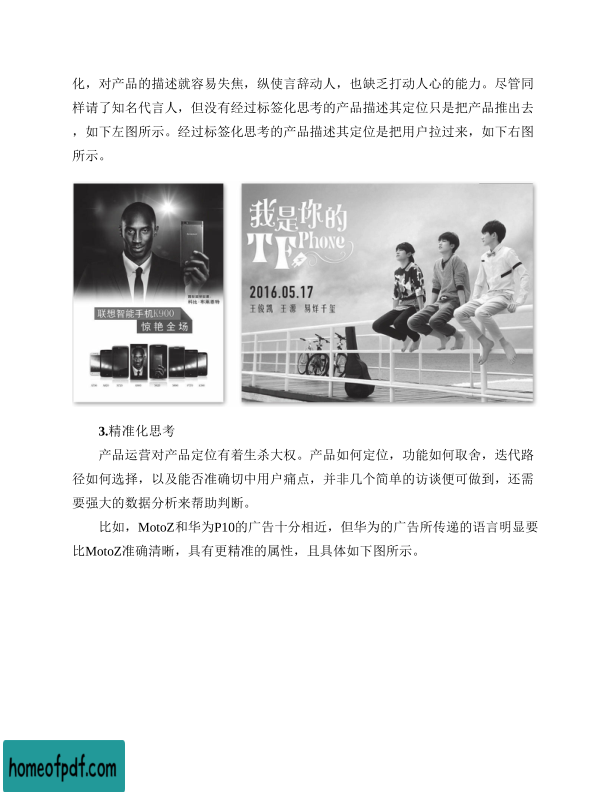 化，对产品的描述就容易失焦，纵使言辞动人，也缺乏打动人心的能力。尽管同
样请了知名代言人，但没有经过标签化思考的产品描述其定位只是把产品推出去
，如下左图所示。经过标签化思考的产品描述其定位是把用户拉过来，如下右图
所示。
科比·布莱恩特
联想智能手机K900
惊艳全场
我是你的
TF Phone
2016.05.17
王俊凯 王源 易烊千玺
3.精准化思考
产品运营对产品定位有着生杀大权。产品如何定位，功能如何取舍，迭代路
径如何选择，以及能否准确切中用户痛点，并非几个简单的访谈便可做到，还需
要强大的数据分析来帮助判断。
比如，MotoZ和华为P10的广告十分相近，但华为的广告所传递的语言明显要
比MotoZ准确清晰，具有更精准的属性，且具体如下图所示。
homeofpdf.com